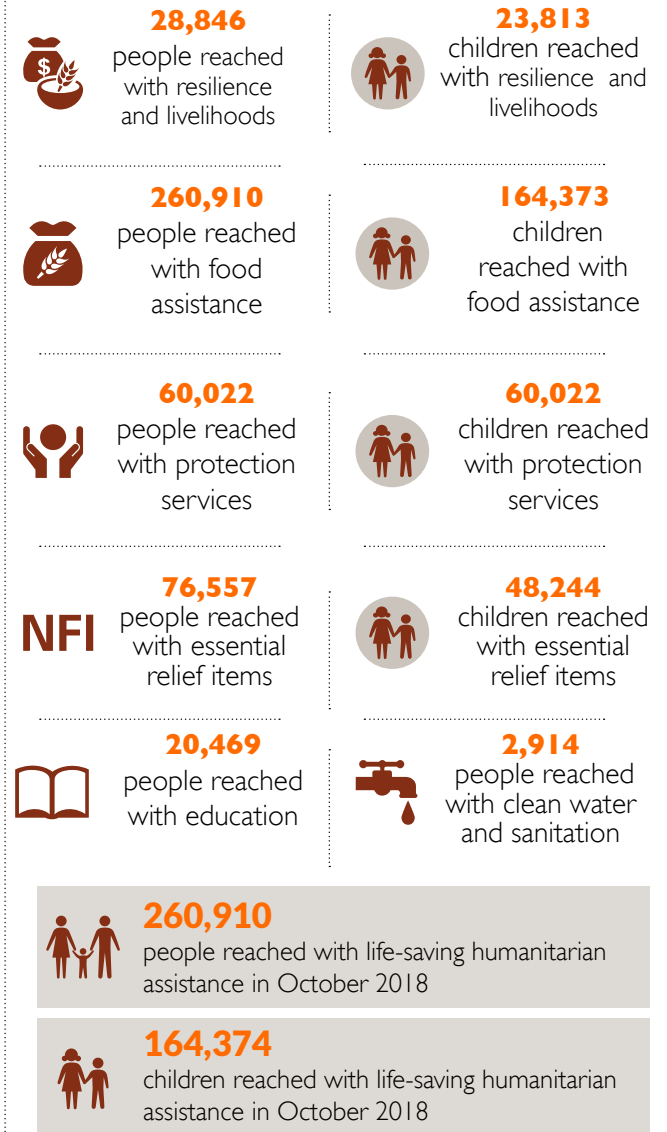 28,846
people reached
with resilience
and livelihoods
23,813
children reached
with resilience and
livelihoods
260,910
people reached
with food
assistance
164,373
children
reached with
food assistance
60,022
people reached
with protection
services
60,022
children reached
with protection
services
NFI
76,557
people reached
with essential
relief items
48,244
children reached
with essential
relief items
20,469
people reached
with education
2,914
people reached
with clean water
and sanitation
260,910
people reached with life-saving humanitarian
assistance in October 2018
164,374
children reached with life-saving humanitarian
assistance in October 2018